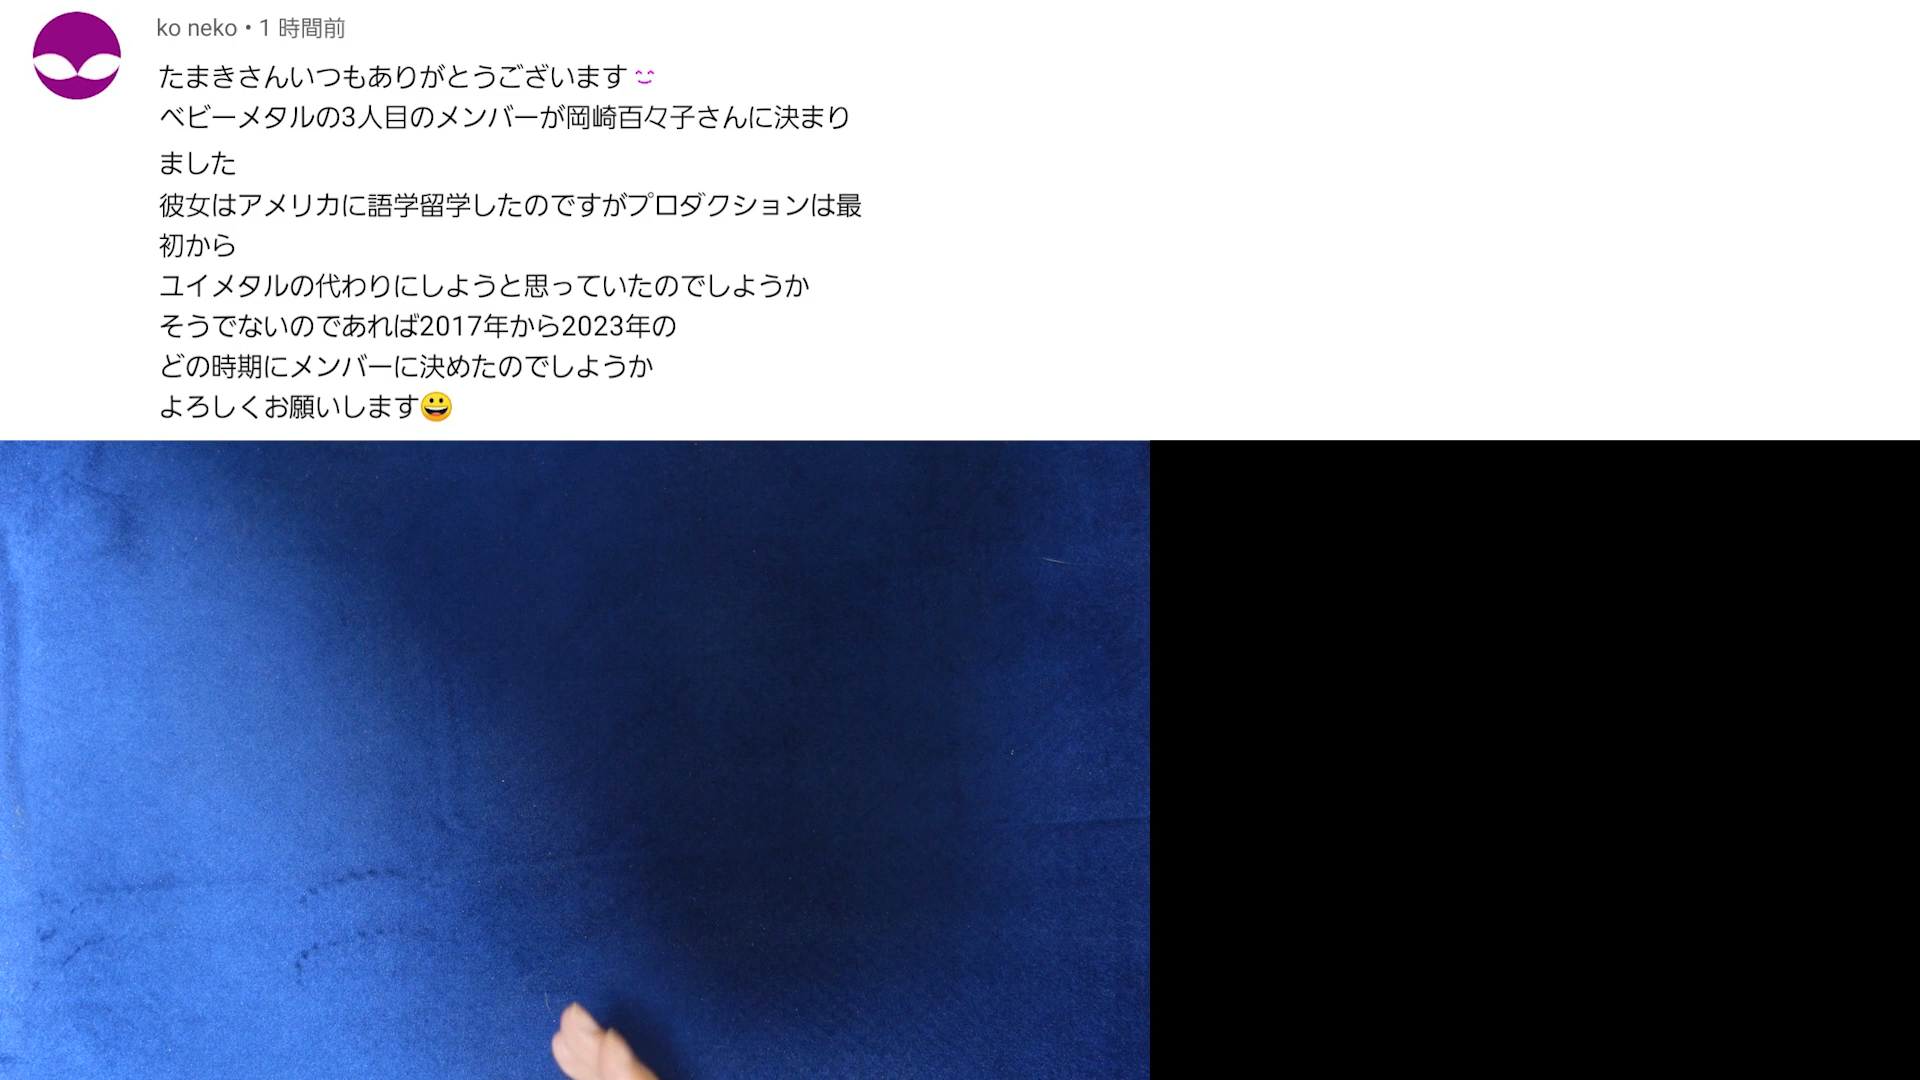 ko neko • 1 時間前
たまきさんいつもありがとうございます
ベビーメタルの3人目のメンバーが岡崎百々子さんに決まり
ました
彼女はアメリカに語学留学したのですがプロダクションは最
初から
ユイメタルの代わりにしようと思っていたのでしようか
そうでないのであれば2017年から2023年の
どの時期にメンバーに決めたのでしようか
よろしくお願いします😀